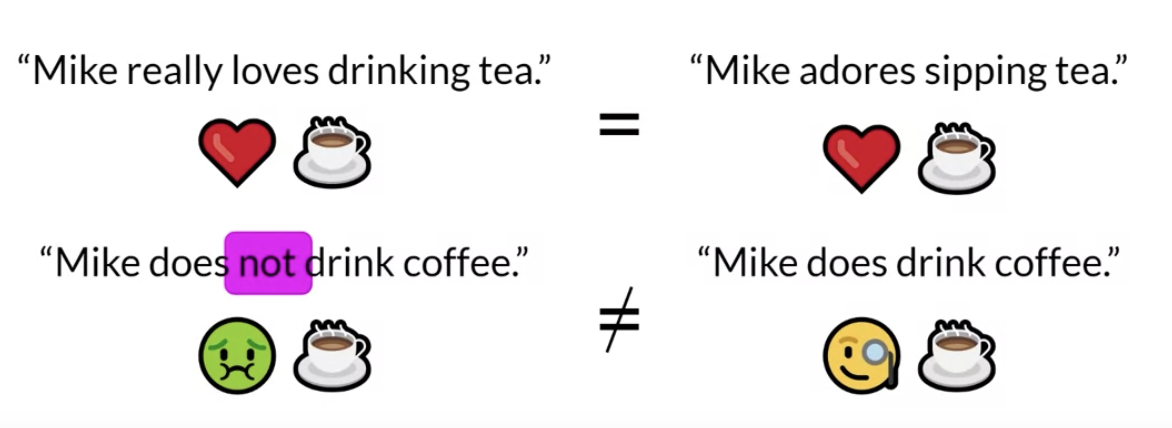 “Mike really loves drinking tea.”
=
“Mike adores sipping tea.”
“Mike does not drink coffee.”
≠
“Mike does drink coffee.”